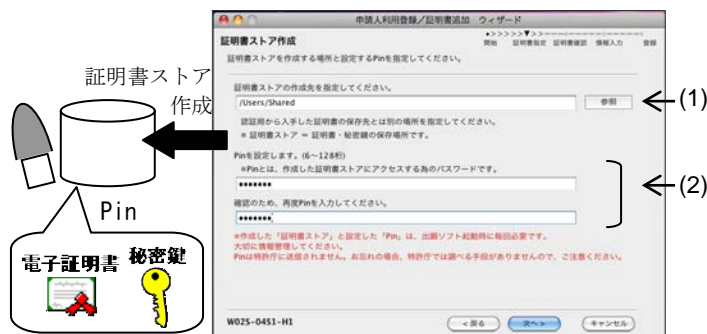 申請人利用登録／証明書追加 ウィザード
証明書ストア作成
•>>>>>▼>>
開始 証明書指定 証明書確認 情報入力 登録
証明書ストアを作成する場所と設定するPinを指定してください。
証明書ストア
作成
証明書ストアの作成先を指定してください。
/Users/Shared
参照
(1)
認証局から入手した証明書の保存先とは別の場所を指定してください。
※ 証明書ストア ＝ 証明書・秘密鍵の保存場所です。
Pinを設定します。(6〜128桁)
※Pinとは、作成した証明書ストアにアクセスする為のパスワードです。
•••••••
(2)
確認のため、再度Pinを入力してください。
•••••••
Pin
※作成した「証明書ストア」と設定した「Pin」は、出願ソフト起動時に毎回必要です。
大切に情報管理してください。
Pinは特許庁に送信されません。お忘れの場合、特許庁では調べる手段がありませんので、ご注意ください。
電子証明書 秘密鍵
W025-04S1-H1
<戻る
次へ>
キャンセル